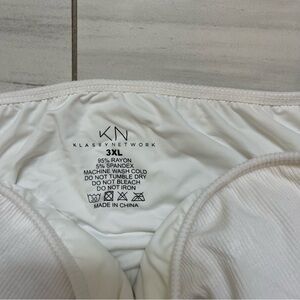 KN
KLASSYNETWORK
3XL
95% RAYON
5% SPANDEX
MACHINE WASH COLD
DO NOT TUMBLE DRY
DO NOT BLEACH
DO NOT IRON
MADE IN CHINA